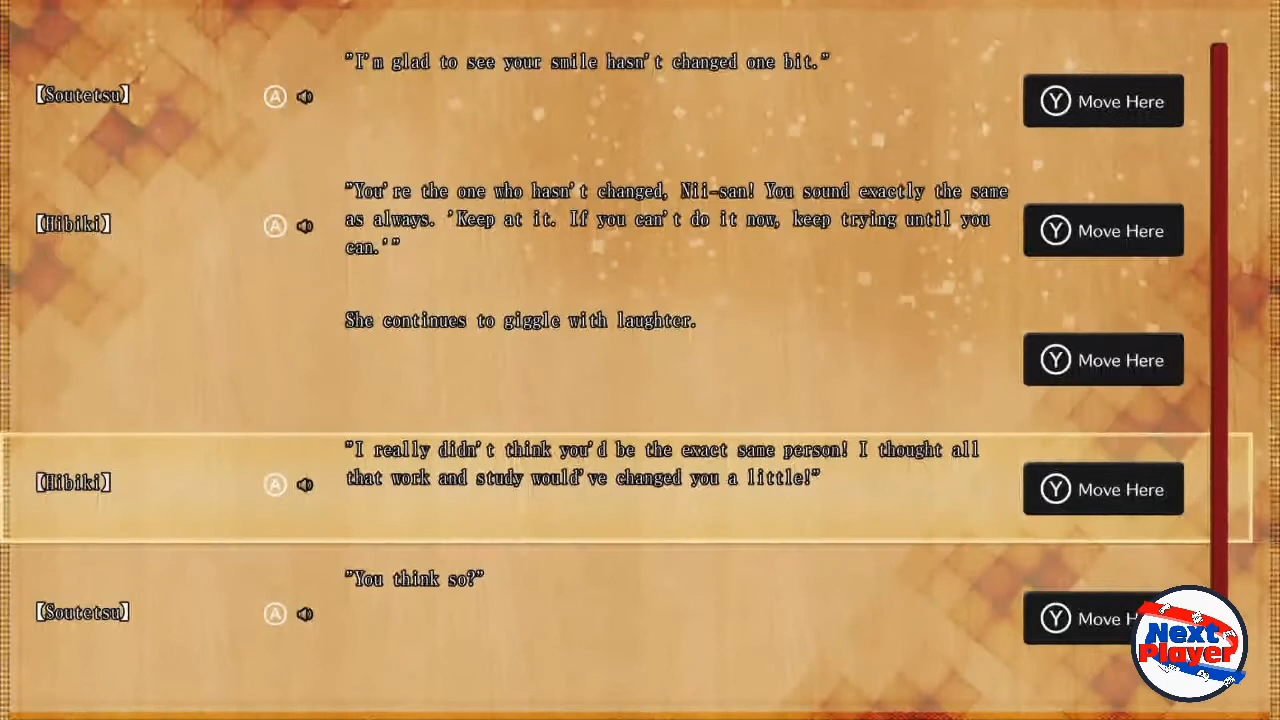 "I'm glad to see your smile hasn't changed one bit."
【Soutetsu】 A Y Move Here
"You're the one who hasn't changed, Nii-san! You sound exactly the same
as always. 'Keep at it. If you can't do it now, keep trying until you
can.'"
【Hibiki】 A Y Move Here
She continues to giggle with laughter.
Y Move Here
"I really didn't think you'd be the exact same person! I thought all
that work and study would've changed you a little!"
【Hibiki】 A Y Move Here
"You think so?"
【Soutetsu】 A Y Move H
Next
Player